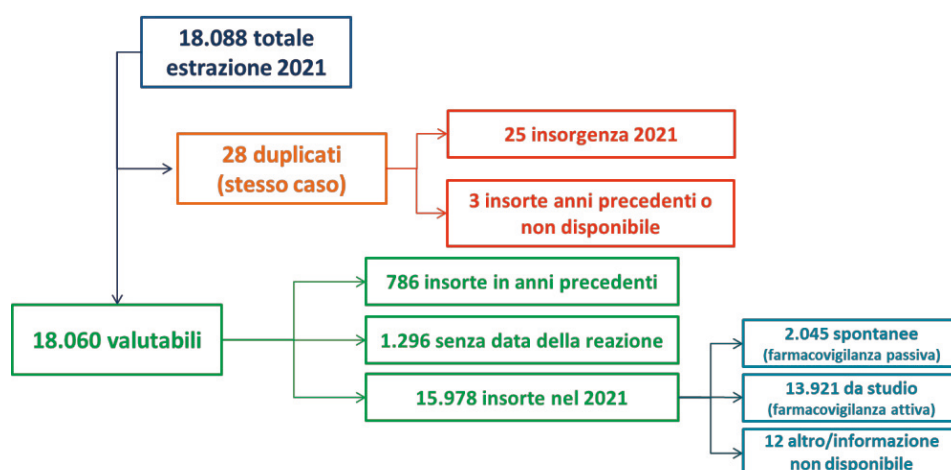 18.088 totale
estrazione 2021
28 duplicati
(stesso caso)
25 insorgenza 2021
3 insorte anni precedenti o
non disponibile
18.060 valutabili
786 insorte in anni precedenti
1.296 senza data della reazione
15.978 insorte nel 2021
2.045 spontanee
(farmacovigilanza passiva)
13.921 da studio
(farmacovigilanza attiva)
12 altro/informazione
non disponibile